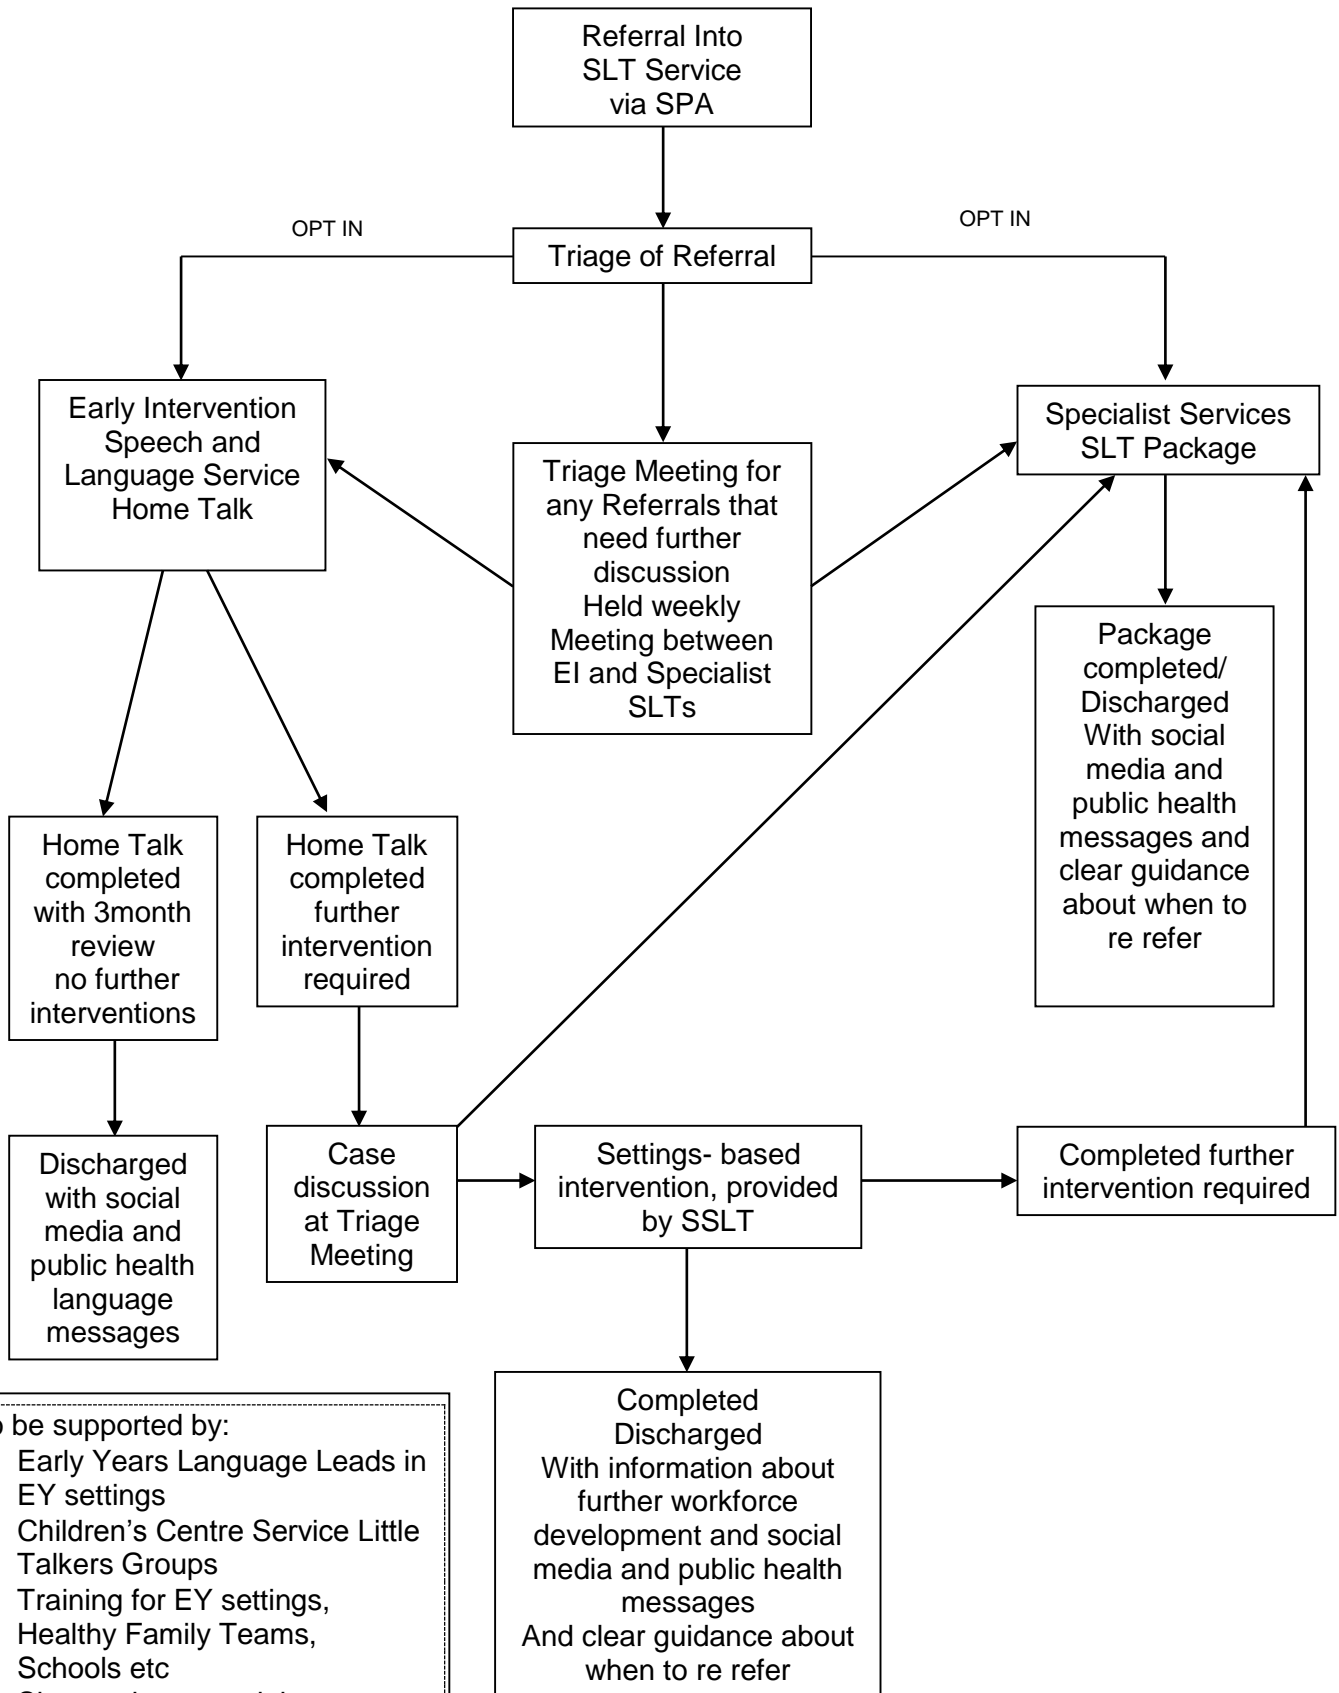 Referral Into
SLT Service
via SPA
OPT IN
OPT IN
Triage of Referral
Early Intervention
Speech and
Language Service
Home Talk
Triage Meeting for
any Referrals that
need further
discussion
Held weekly
Meeting between
EI and Specialist
SLTs
Specialist Services
SLT Package
Package
completed/
Discharged
With social
media and
public health
messages and
clear guidance
about when to
re refer
Home Talk
completed
with 3month
review
no further
interventions
Home Talk
completed
further
intervention
required
Discharged
with social
media and
public health
language
messages
Case
discussion
at Triage
Meeting
Settings- based
intervention, provided
by SSLT
Completed further
intervention required
Completed
Discharged
With information about
further workforce
development and social
media and public health
messages
And clear guidance about
when to re refer
be supported by:
Early Years Language Leads in
EY settings
Children’s Centre Service Little
Talkers Groups
Training for EY settings,
Healthy Family Teams,
Schools etc